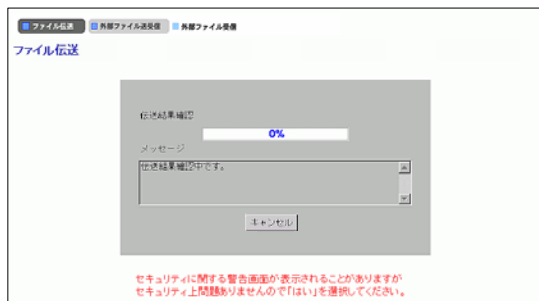 ファイル伝送 外部ファイル送受信 外部ファイル受信
ファイル伝送
伝送結果確認
0%
メッセージ
伝送結果確認中です。
キャンセル
セキュリティに関する警告画面が表示されることがありますが
セキュリティ上問題ありませんので「はい」を選択してください。